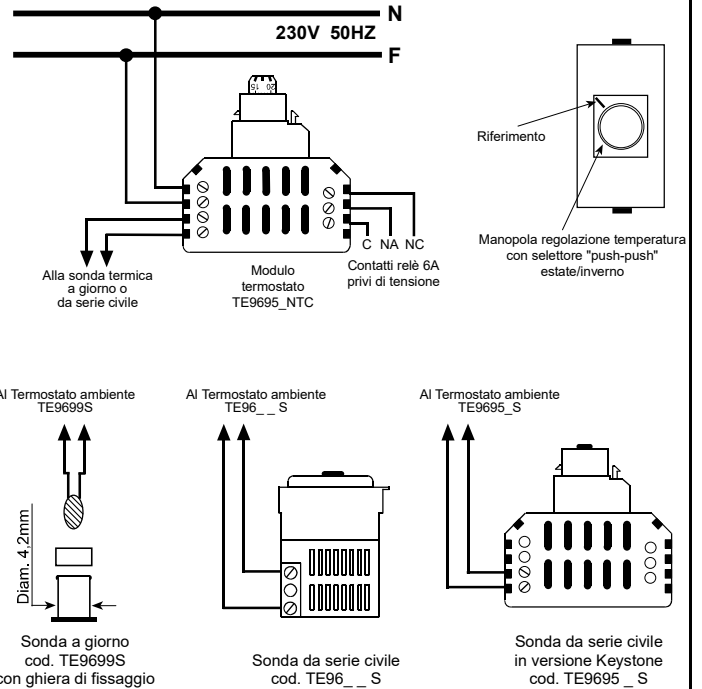 N
230V 50HZ
F
15 20
Riferimento
C NA NC
Alla sonda termica
a giorno o
da serie civile
Modulo
termostato
TE9695_NTC
Contatti relè 6A
privi di tensione
Manopola regolazione temperatura
con selettore "push-push"
estate/inverno
Al Termostato ambiente
TE9699S
Al Termostato ambiente
TE96_ _ S
Al Termostato ambiente
TE9695_S
Diam. 4,2mm
Sonda a giorno
cod. TE9699S
con ghiera di fissaggio
Sonda da serie civile
cod. TE96_ _ S
Sonda da serie civile
in versione Keystone
cod. TE9695 _ S